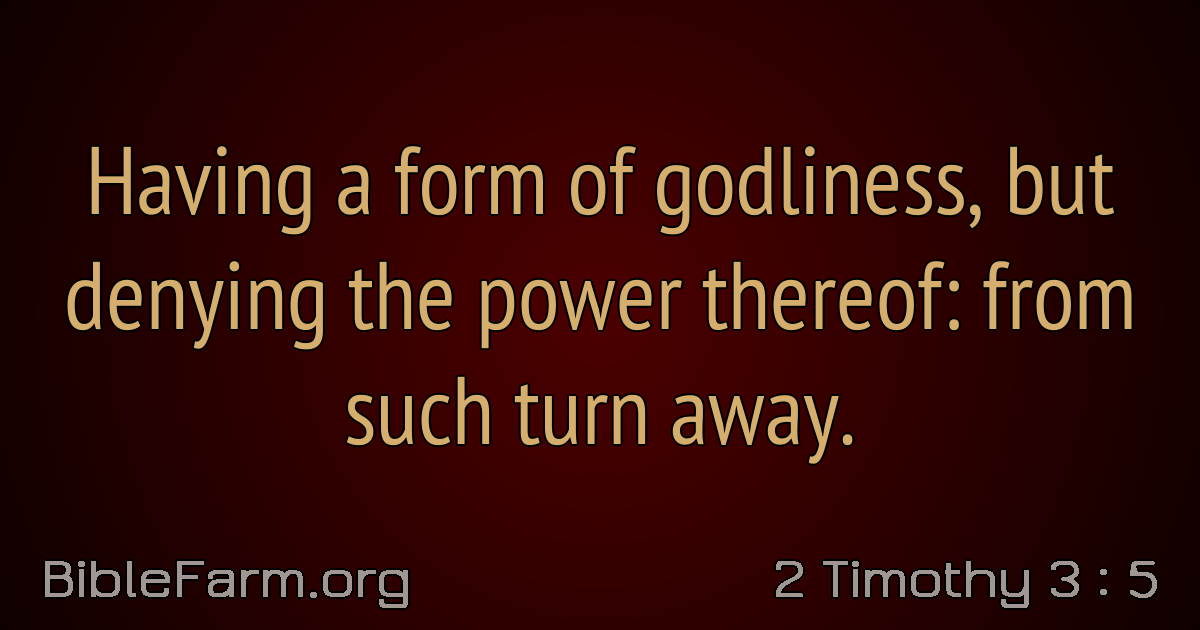 Having a form of godliness, but
denying the power thereof: from
such turn away.
BibleFarm.org
2 Timothy 3 : 5